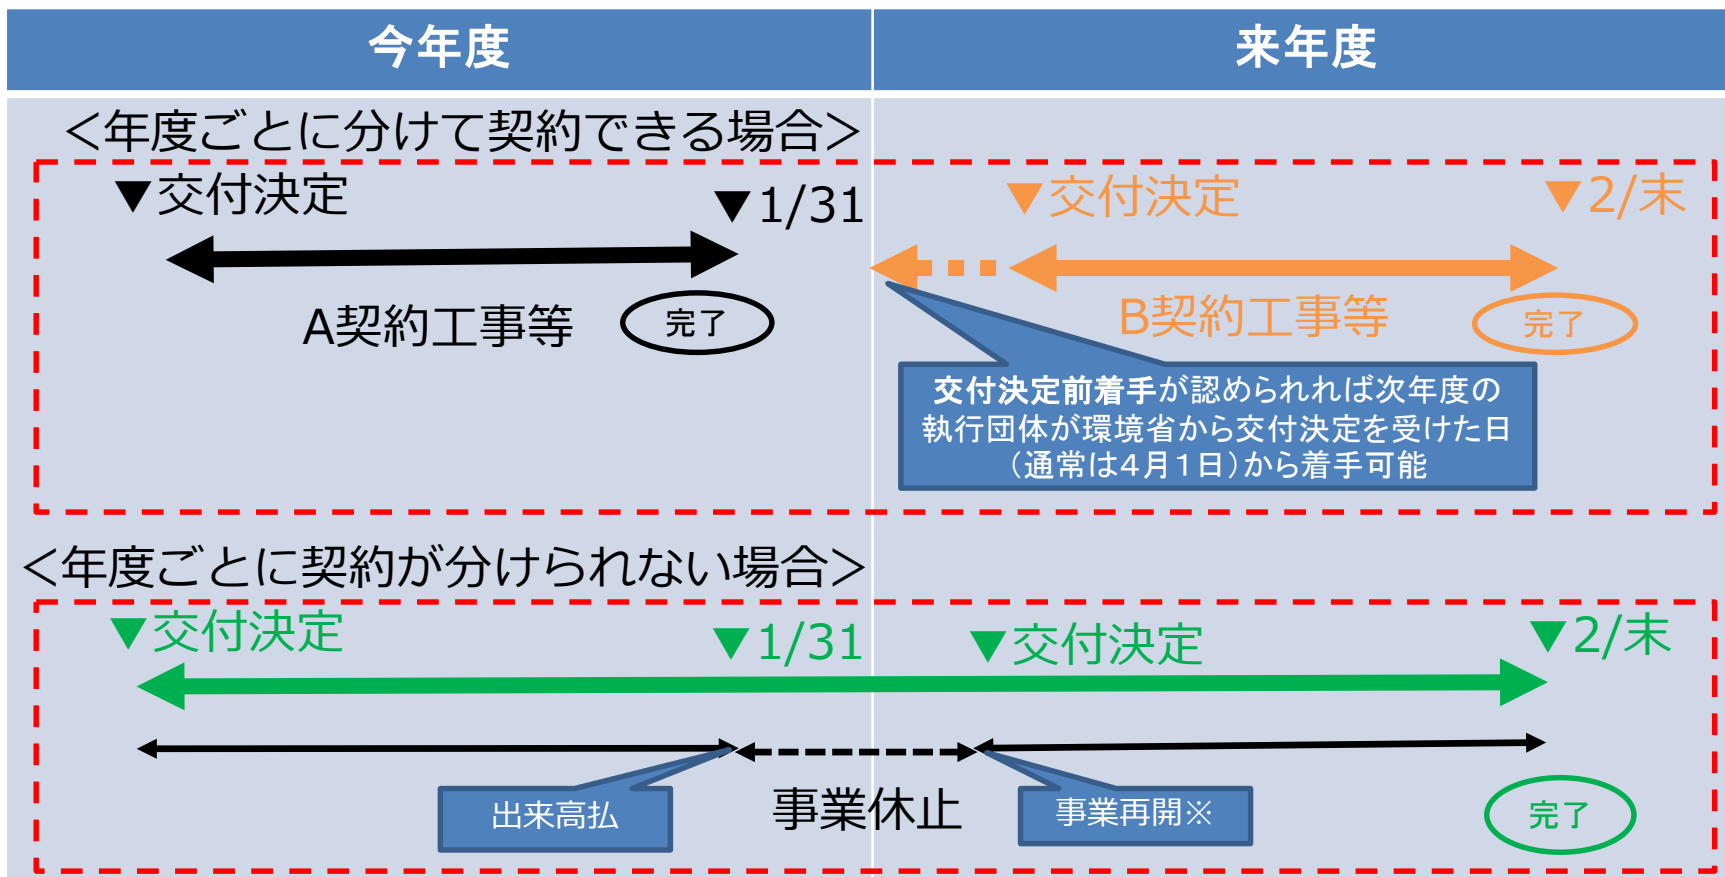 今年度
来年度
＜年度ごとに分けて契約できる場合＞
▼交付決定
▼1/31
▼交付決定
▼2/末
A契約工事等
完了
B契約工事等
完了
交付決定前着手が認められれば次年度の
執行団体が環境省から交付決定を受けた日
（通常は４月１日）から着手可能
＜年度ごとに契約が分けられない場合＞
▼交付決定
▼1/31
▼交付決定
▼2/末
出来高払
事業休止
事業再開※
完了